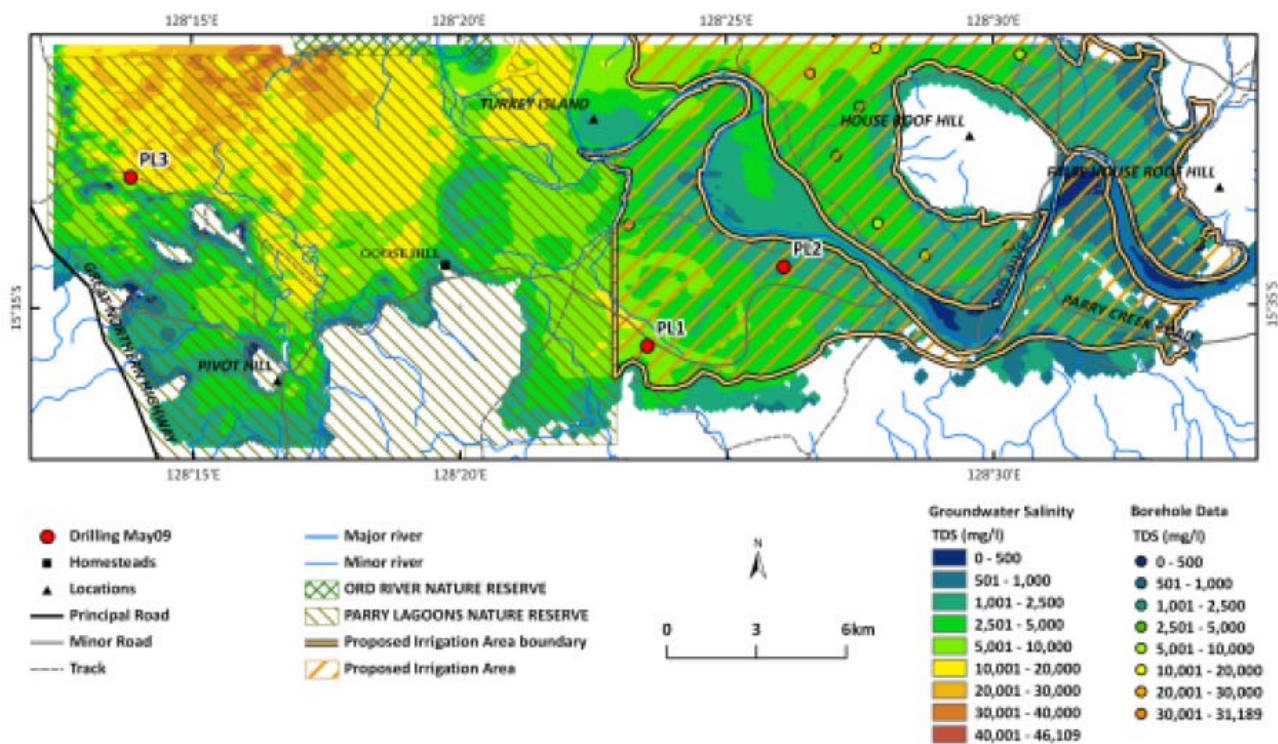 128°15'E 128°20'E 128°25'E 128°30'E
TURKEY ISLAND
HOUSE ROOF HILL
PL3
FALSE HOUSE ROOF HILL
GOOSE HILL
PL2
ORD RIVER
GREAT NORTHERN HIGHWAY
15°15'S
15°35'S
PARRY CREEK ROAD
PL1
PIVOT HILL
128°15'E 128°20'E 128°30'E
Drilling May09
Homesteads
Locations
Principal Road
Minor Road
Track
Major river
Minor river
ORD RIVER NATURE RESERVE
PARRY LAGOONS NATURE RESERVE
Proposed Irrigation Area boundary
Proposed Irrigation Area
N
0 3 6km
Groundwater Salinity
TDS (mg/l)
0 - 500
501 - 1,000
1,001 - 2,500
2,501 - 5,000
5,001 - 10,000
10,001 - 20,000
20,001 - 30,000
30,001 - 40,000
40,001 - 46,109
Borehole Data
TDS (mg/l)
0 - 500
501 - 1,000
1,001 - 2,500
2,501 - 5,000
5,001 - 10,000
10,001 - 20,000
20,001 - 30,000
30,001 - 31,189